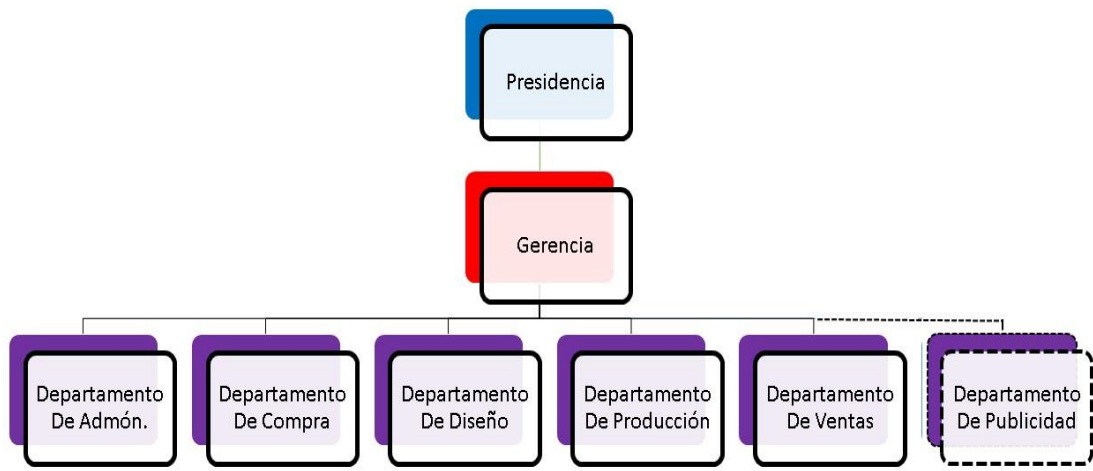 Presidencia
Gerencia
Departamento
De Admón.
Departamento
De Compra
Departamento
De Diseño
Departamento
De Producción
Departamento
De Ventas
Departamento
De Publicidad